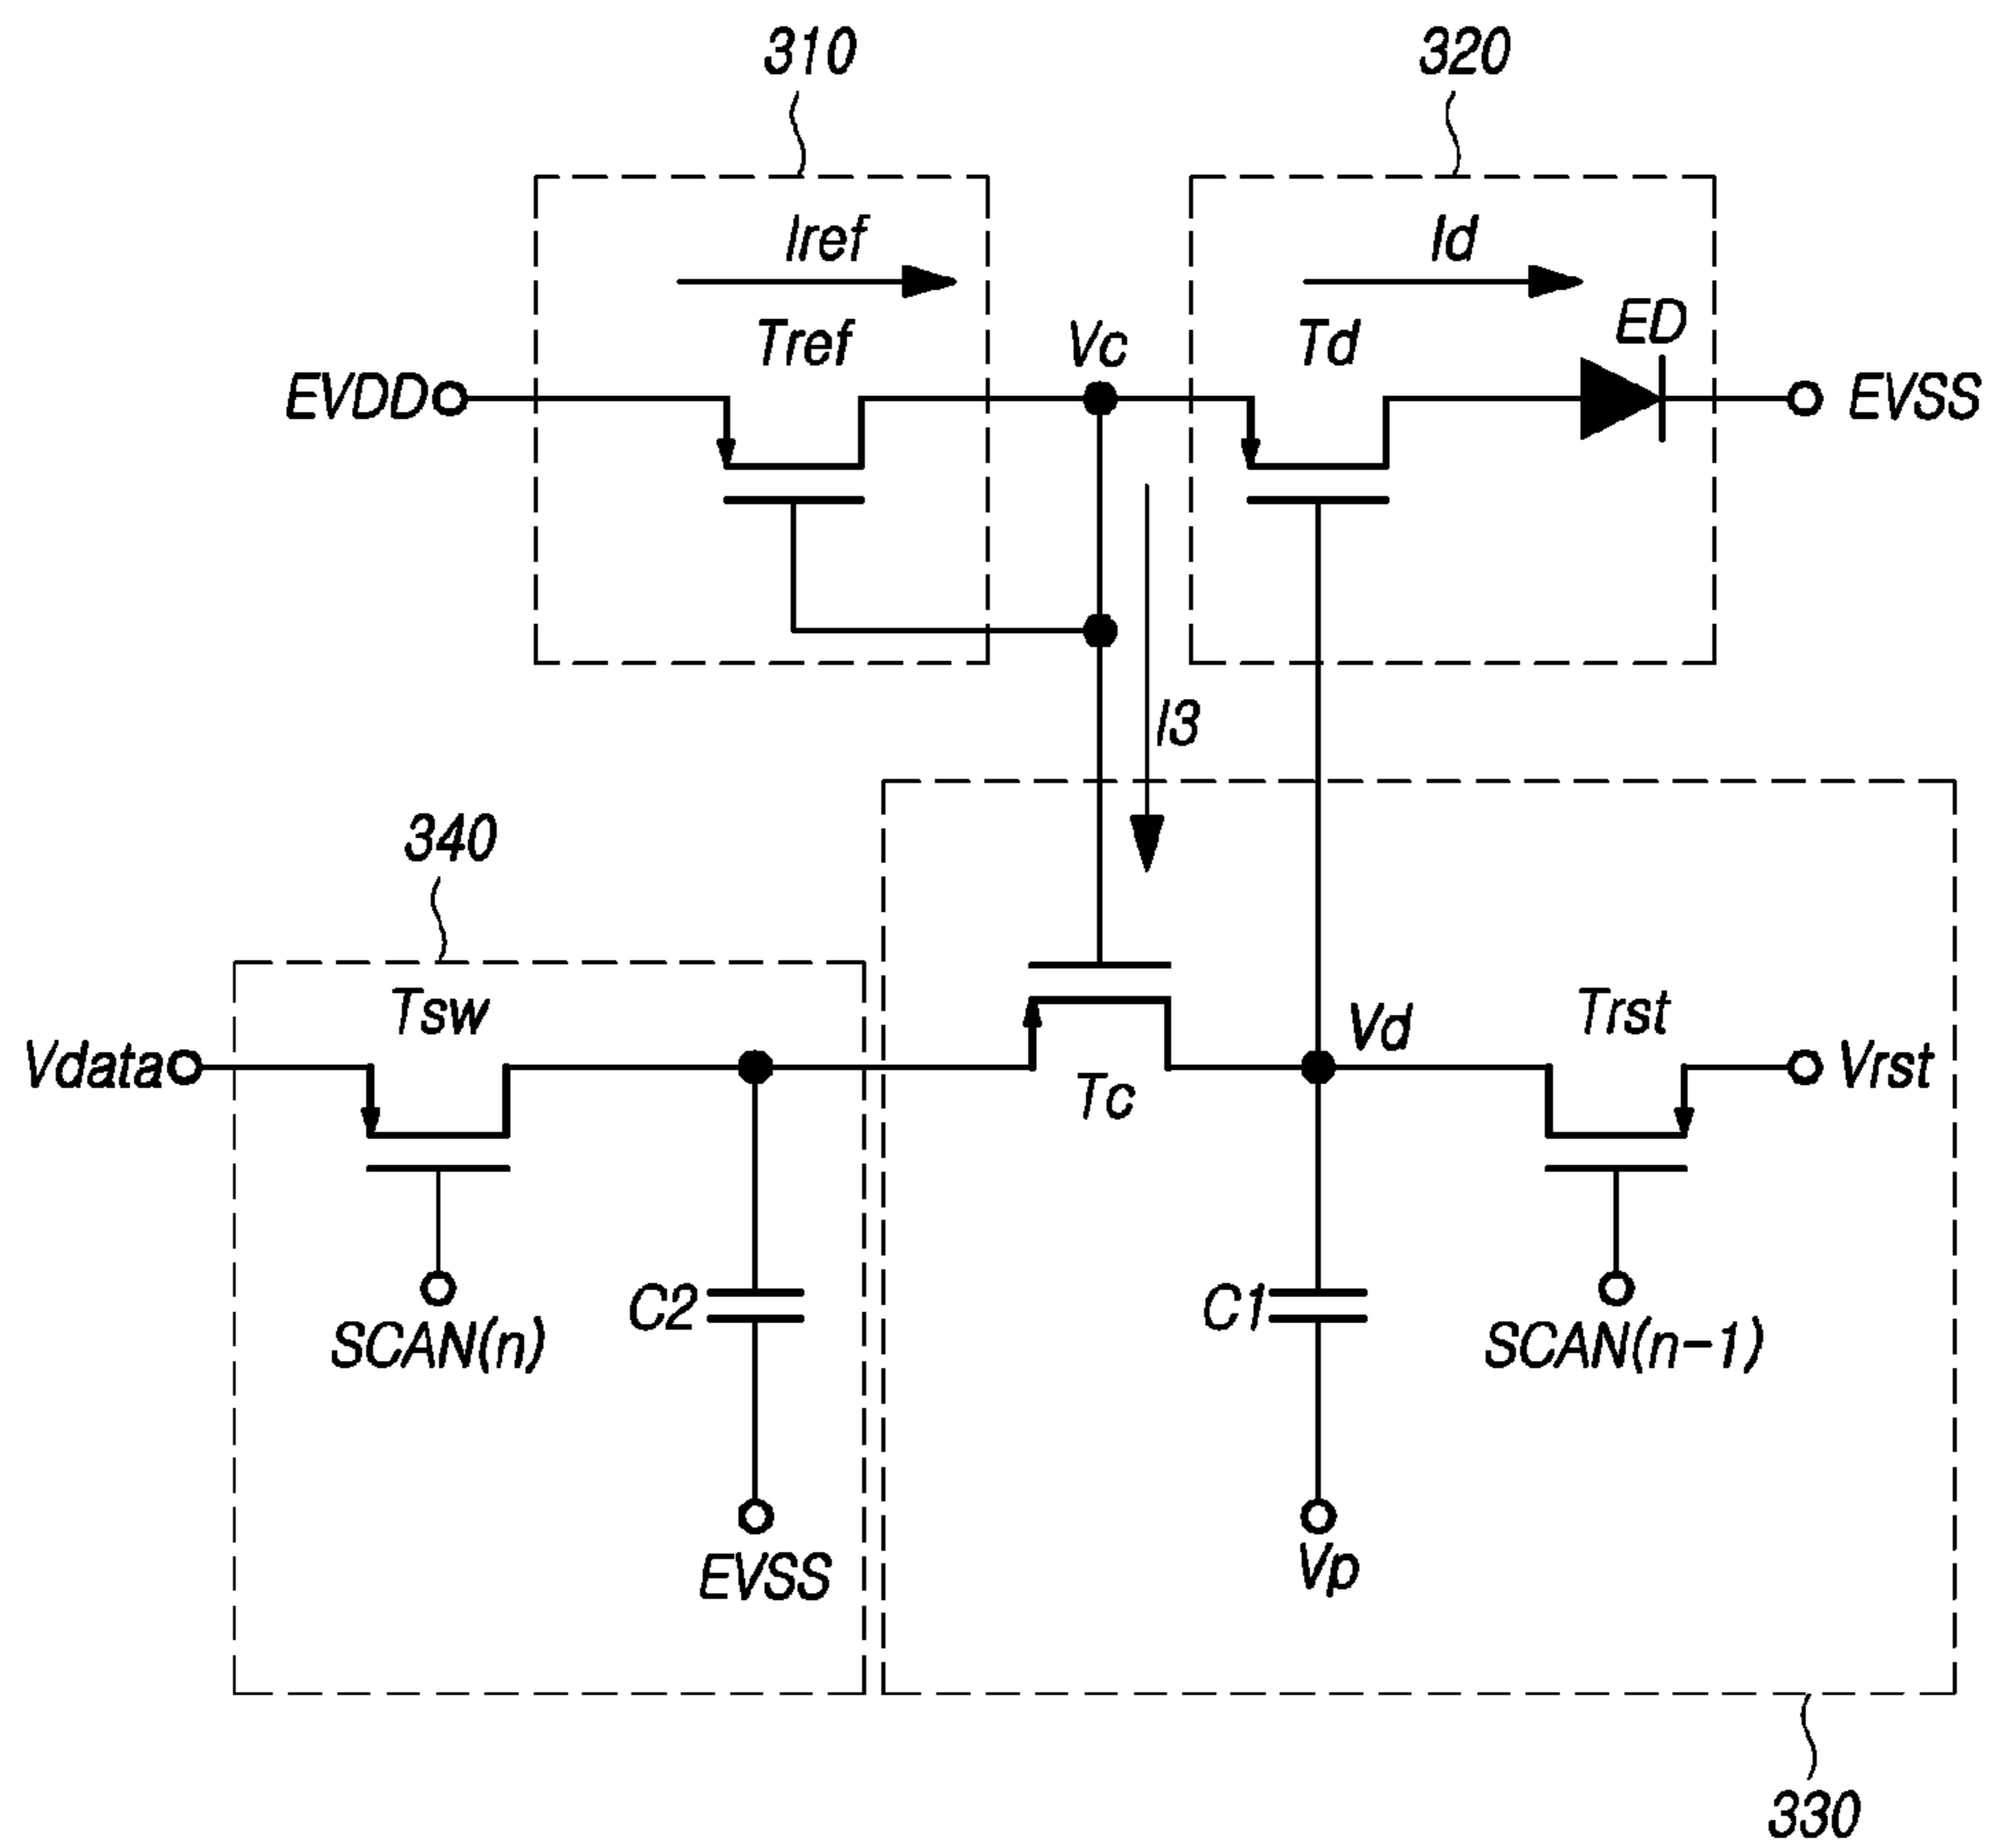 310
320
Iref
Id
Tref
Vc
Td
ED
EVDD
EVSS
I3
340
Tsw
Vd
Trst
Vdata
Tc
Vrst
C2
C1
SCAN(n)
SCAN(n-1)
EVSS
Vp
330